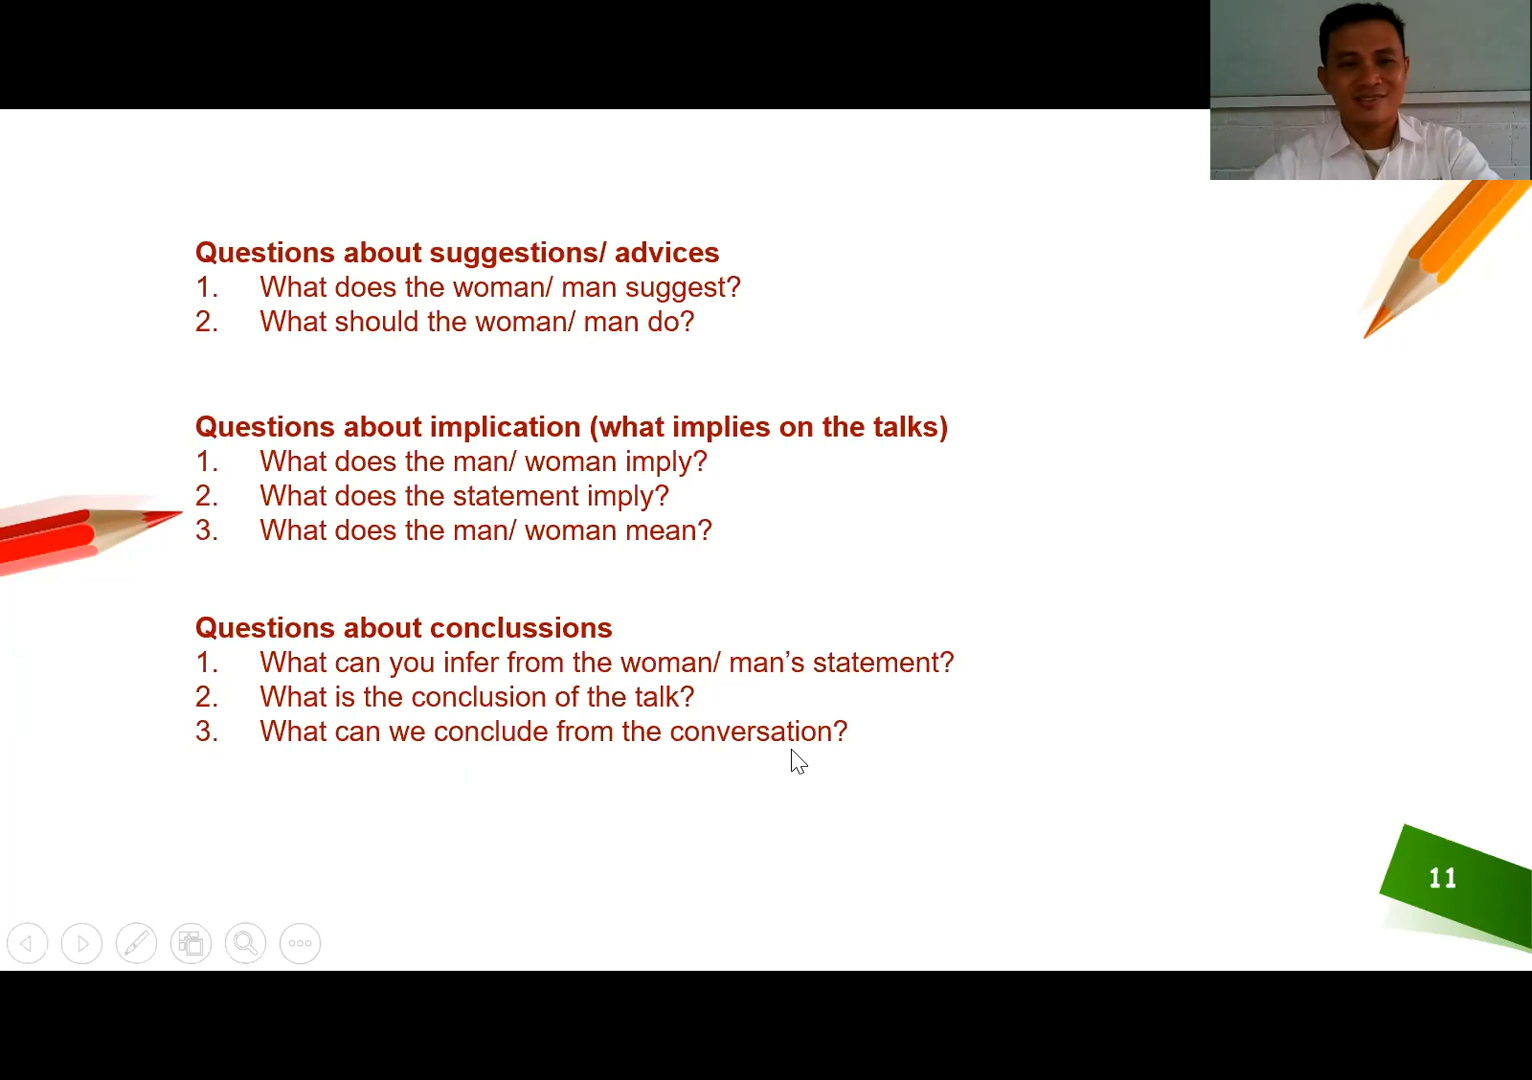 Questions about suggestions/ advices
1. What does the woman/ man suggest?
2. What should the woman/ man do?
Questions about implication (what implies on the talks)
1. What does the man/ woman imply?
2. What does the statement imply?
3. What does the man/ woman mean?
Questions about conclussions
1. What can you infer from the woman/ man’s statement?
2. What is the conclusion of the talk?
3. What can we conclude from the conversation?
11